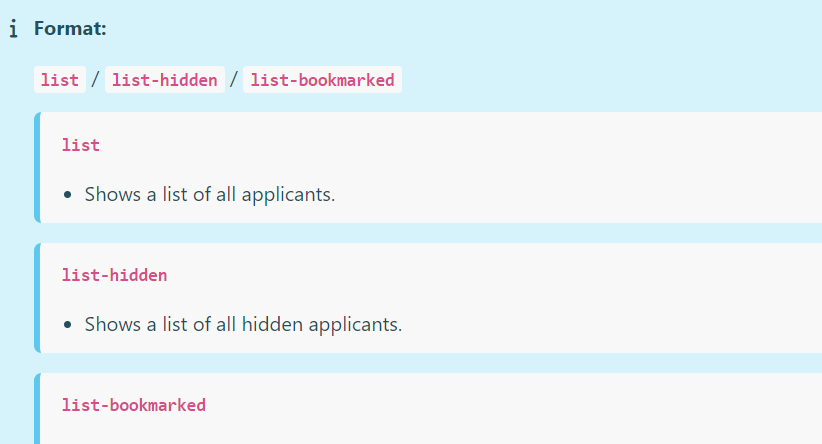 i Format:
list / list-hidden / list-bookmarked
list
• Shows a list of all applicants.
list-hidden
• Shows a list of all hidden applicants.
list-bookmarked